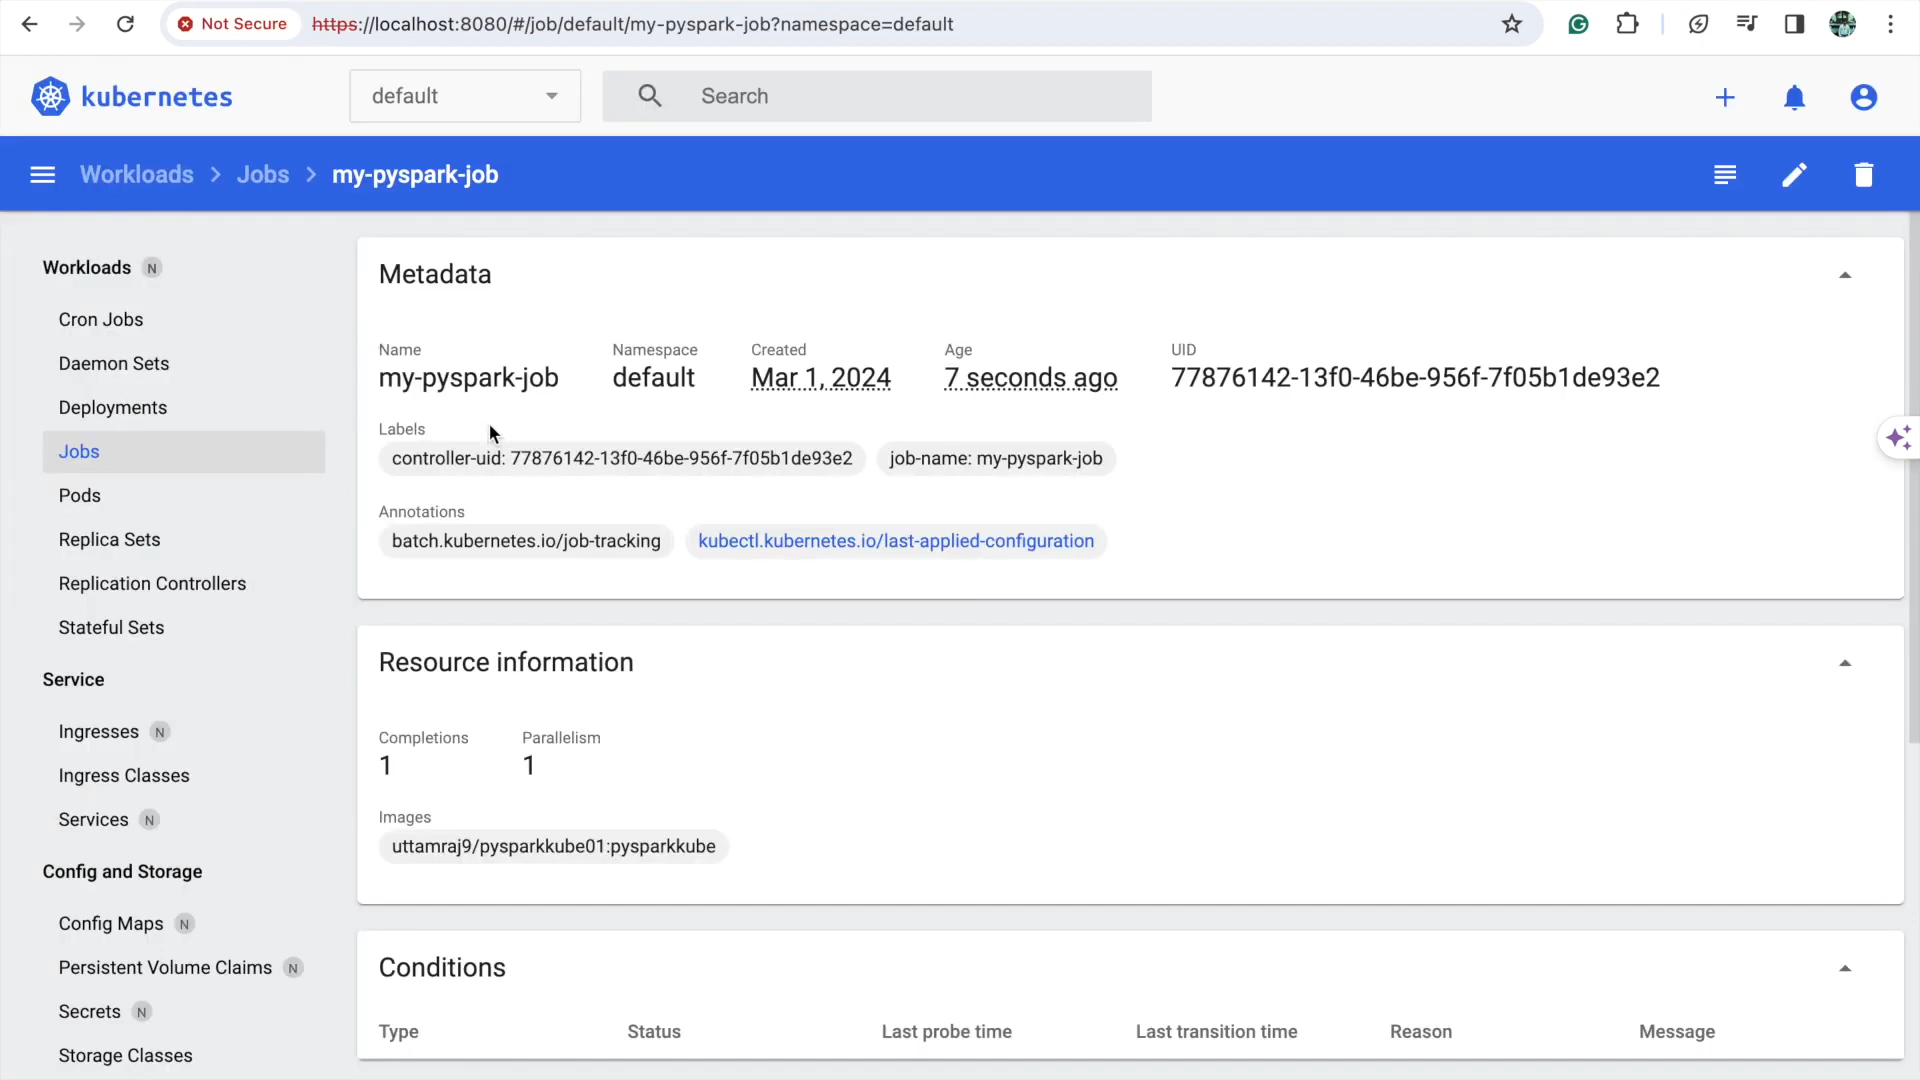 Not Secure https://localhost:8080/#/job/default/my-pyspark-job?namespace=default
kubernetes default Search
Workloads > Jobs > my-pyspark-job
Workloads N
Cron Jobs
Daemon Sets
Deployments
Jobs
Pods
Replica Sets
Replication Controllers
Stateful Sets
Service
Ingresses N
Ingress Classes
Services N
Config and Storage
Config Maps N
Persistent Volume Claims N
Secrets N
Storage Classes
Metadata
Name Namespace Created Age UID
my-pyspark-job default Mar 1, 2024 7 seconds ago 77876142-13f0-46be-956f-7f05b1de93e2
Labels
controller-uid: 77876142-13f0-46be-956f-7f05b1de93e2 job-name: my-pyspark-job
Annotations
batch.kubernetes.io/job-tracking kubectl.kubernetes.io/last-applied-configuration
Resource information
Completions Parallelism
1 1
Images
uttamraj9/pysparkkube01:pysparkkube
Conditions
Type Status Last probe time Last transition time Reason Message